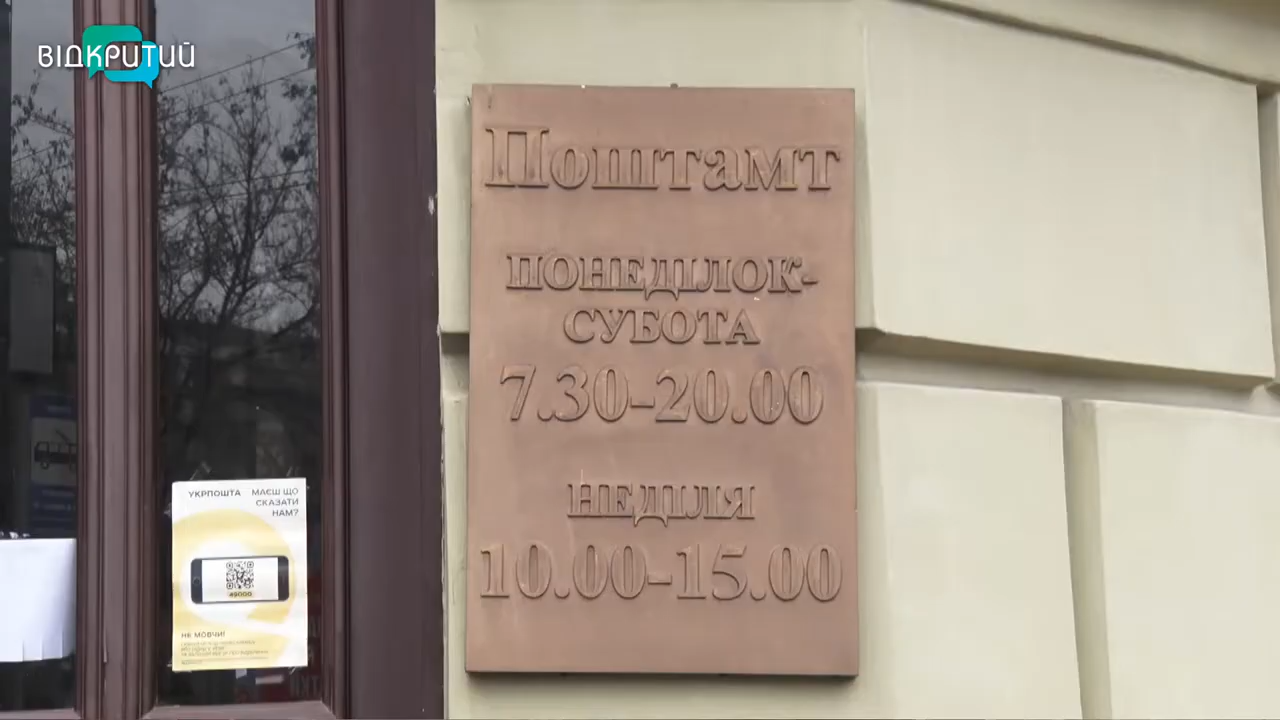 ВІДКРИТИЙ
Поштамт
ПОНЕДІЛОК-
СУБОТА
7.30-20.00
НЕДІЛЯ
10.00-15.00
УКРПОШТА МАЄШ ЩО
СКАЗАТИ
НАМ?
49000
НЕ МОВЧИ!